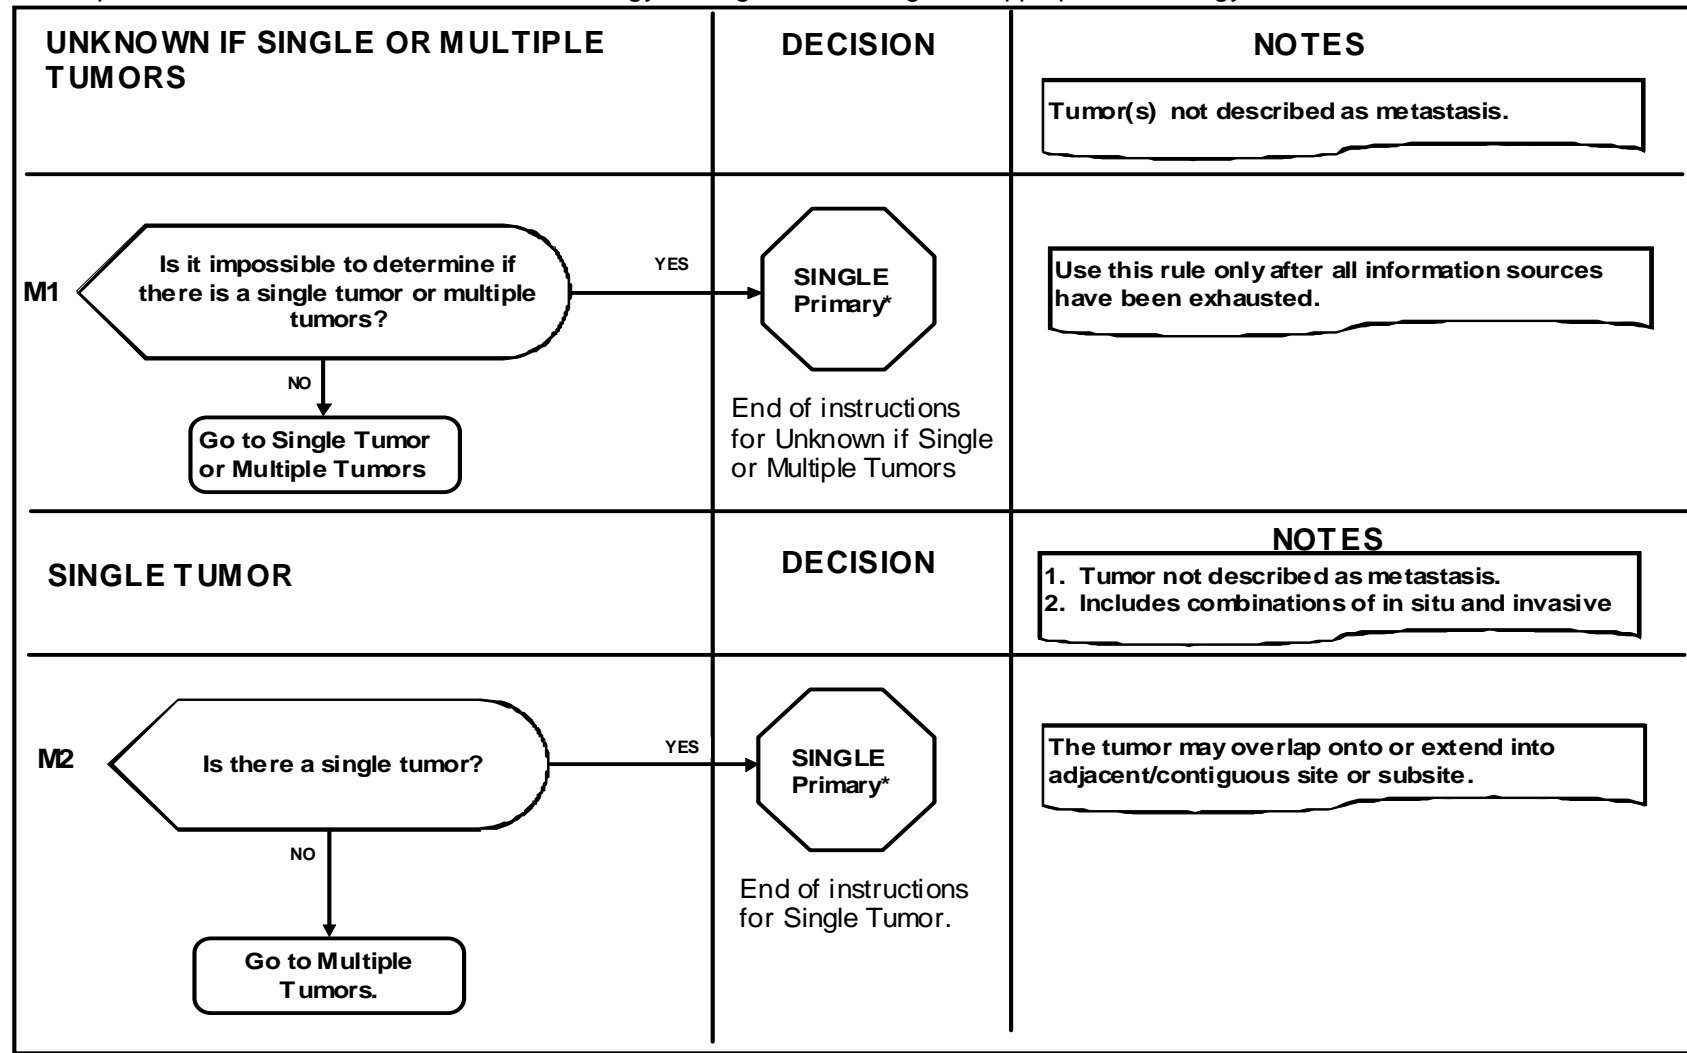 UNKNOWN IF SINGLE OR MULTIPLE
TUMORS
DECISION
NOTES
Tumor(s) not described as metastasis.
M1
Is it impossible to determine if
there is a single tumor or multiple
tumors?
YES
SINGLE
Primary*
Use this rule only after all information sources
have been exhausted.
NO
Go to Single Tumor
or Multiple Tumors
End of instructions
for Unknown if Single
or Multiple Tumors
SINGLE TUMOR
DECISION
NOTES
1. Tumor not described as metastasis.
2. Includes combinations of in situ and invasive
M2
Is there a single tumor?
YES
SINGLE
Primary*
The tumor may overlap onto or extend into
adjacent/contiguous site or subsite.
NO
Go to Multiple
Tumors.
End of instructions
for Single Tumor.